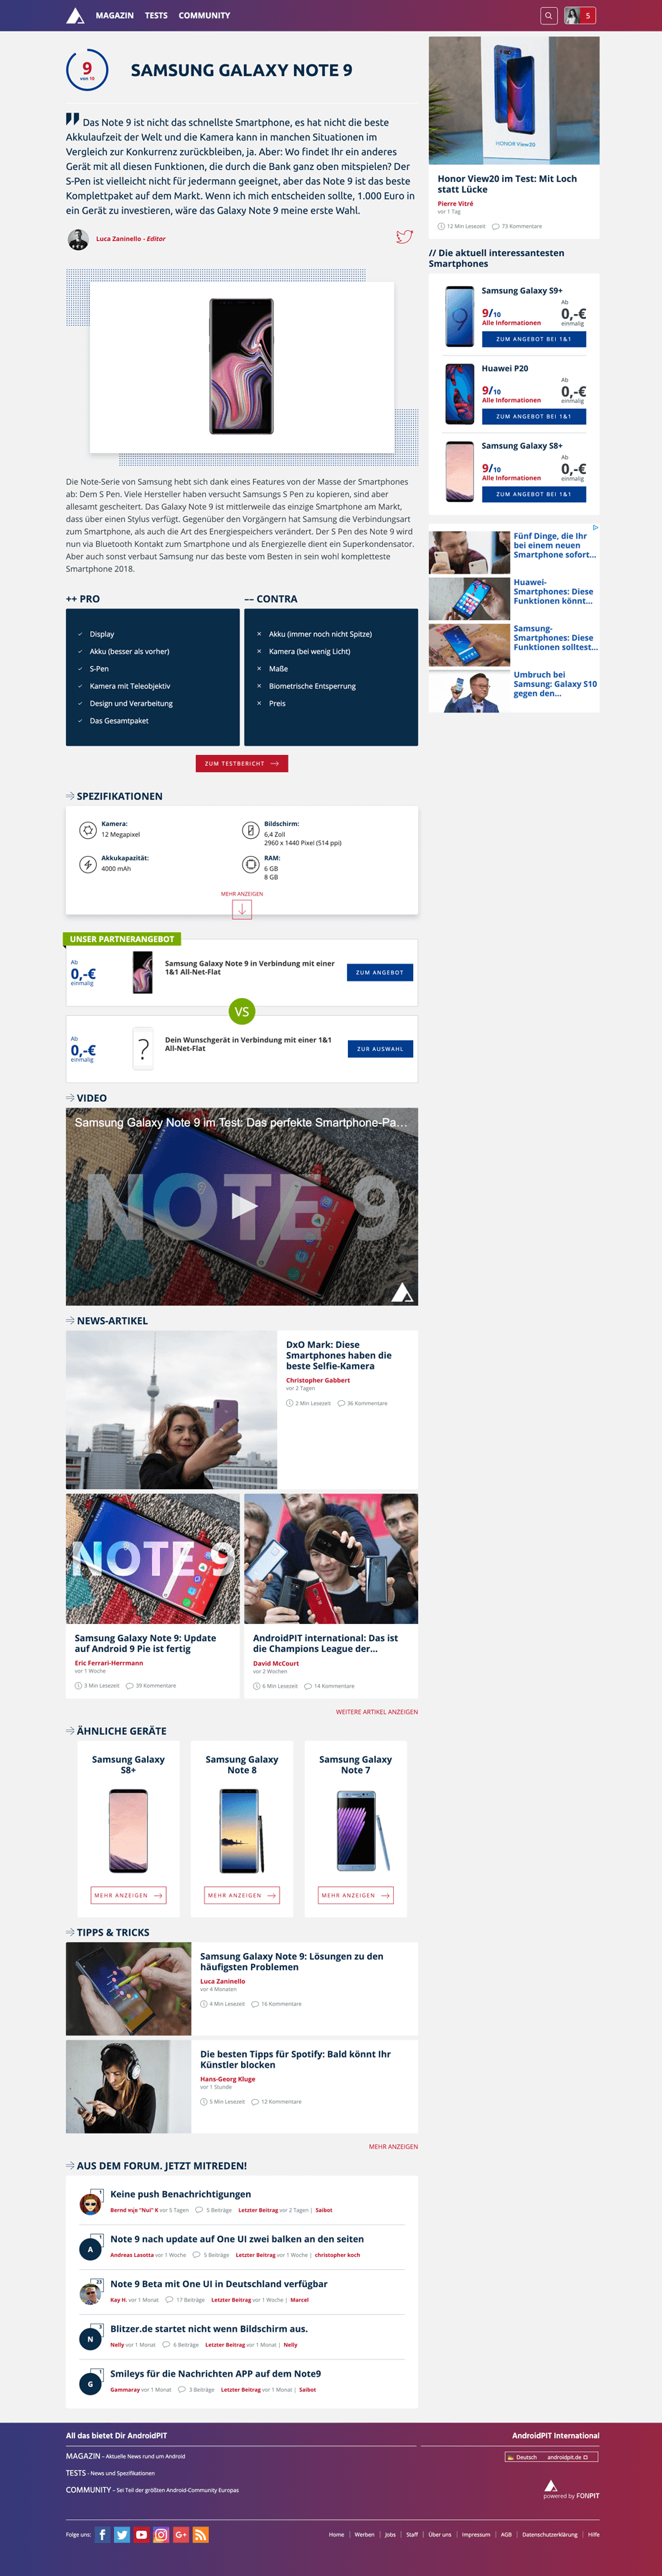 MAGAZIN TESTS COMMUNITY
5
9
von 10
SAMSUNG GALAXY NOTE 9
Das Note 9 ist nicht das schnellste Smartphone, es hat nicht die beste
Akkulaufzeit der Welt und die Kamera kann in manchen Situationen im
Vergleich zur Konkurrenz zurückbleiben, ja. Aber: Wo findet Ihr ein anderes
Gerät mit all diesen Funktionen, die durch die Bank ganz oben mitspielen? Der
S-Pen ist vielleicht nicht für jedermann geeignet, aber das Note 9 ist das beste
Komplettpaket auf dem Markt. Wenn ich mich entscheiden sollte, 1.000 Euro in
ein Gerät zu investieren, wäre das Galaxy Note 9 meine erste Wahl.
Luca Zaninello - Editor
Die Note-Serie von Samsung hebt sich dank eines Features von der Masse der Smartphones
ab: Dem S Pen. Viele Hersteller haben versucht Samsungs S Pen zu kopieren, sind aber
allesamt gescheitert. Das Galaxy Note 9 ist mittlerweile das einzige Smartphone am Markt,
dass über einen Stylus verfügt. Gegenüber den Vorgängern hat Samsung die Verbindungsart
zum Smartphone, als auch die Art des Energiespeichers verändert. Der S Pen des Note 9 wird
nun via Bluetooth Kontakt zum Smartphone und als Energiezelle dient ein Superkondensator.
Aber auch sonst verbaut Samsung nur das beste vom Besten in sein wohl kompletteste
Smartphone 2018.
++ PRO
Display
Akku (besser als vorher)
S-Pen
Kamera mit Teleobjektiv
Design und Verarbeitung
Das Gesamtpaket
–– CONTRA
Akku (immer noch nicht Spitze)
Kamera (bei wenig Licht)
Maße
Biometrische Entsperrung
Preis
ZUM TESTBERICHT
SPEZIFIKATIONEN
Kamera:
12 Megapixel
Bildschirm:
6,4 Zoll
2960 x 1440 Pixel (514 ppi)
Akkukapazität:
4000 mAh
RAM:
6 GB
8 GB
MEHR ANZEIGEN
UNSER PARTNERANGEBOT
Ab
0,-€
einmalig
Samsung Galaxy Note 9 in Verbindung mit einer
1&1 All-Net-Flat
ZUM ANGEBOT
VS
Ab
0,-€
einmalig
?
Dein Wunschgerät in Verbindung mit einer 1&1
All-Net-Flat
ZUR AUSWAHL
VIDEO
Samsung Galaxy Note 9 im Test: Das perfekte Smartphone-Pa...
NOTE 9
NEWS-ARTIKEL
DxO Mark: Diese
Smartphones haben die
beste Selfie-Kamera
Christopher Gabbert
vor 2 Tagen
2 Min Lesezeit 36 Kommentare
NOTE 9
Samsung Galaxy Note 9: Update
auf Android 9 Pie ist fertig
Eric Ferrari-Herrmann
vor 1 Woche
3 Min Lesezeit 39 Kommentare
AndroidPIT international: Das ist
die Champions League der...
David McCourt
vor 2 Wochen
6 Min Lesezeit 14 Kommentare
WEITERE ARTIKEL ANZEIGEN
ÄHNLICHE GERÄTE
Samsung Galaxy
S8+
MEHR ANZEIGEN
Samsung Galaxy
Note 8
MEHR ANZEIGEN
Samsung Galaxy
Note 7
MEHR ANZEIGEN
TIPPS & TRICKS
Samsung Galaxy Note 9: Lösungen zu den
häufigsten Problemen
Luca Zaninello
vor 4 Monaten
4 Min Lesezeit 16 Kommentare
Die besten Tipps für Spotify: Bald könnt Ihr
Künstler blocken
Hans-Georg Kluge
vor 1 Stunde
5 Min Lesezeit 12 Kommentare
MEHR ANZEIGEN
AUS DEM FORUM. JETZT MITREDEN!
1
Keine push Benachrichtigungen
Bernd "Nui" K vor 5 Tagen 5 Beiträge Letzter Beitrag vor 2 Tagen | Saibot
A
1
Note 9 nach update auf One UI zwei balken an den seiten
Andreas Lasotta vor 1 Woche 5 Beiträge Letzter Beitrag vor 1 Woche | christopher koch
23
Note 9 Beta mit One UI in Deutschland verfügbar
Kay H. vor 1 Monat 17 Beiträge Letzter Beitrag vor 1 Woche | Marcel
N
3
Blitzer.de startet nicht wenn Bildschirm aus.
Nelly vor 1 Monat 6 Beiträge Letzter Beitrag vor 1 Monat | Nelly
G
1
Smileys für die Nachrichten APP auf dem Note9
Gammaray vor 1 Monat 3 Beiträge Letzter Beitrag vor 1 Monat | Saibot
HONOR View20
Honor View20 im Test: Mit Loch
statt Lücke
Pierre Vitré
vor 1 Tag
12 Min Lesezeit 73 Kommentare
// Die aktuell interessantesten
Smartphones
Samsung Galaxy S9+
9/10
Alle Informationen
Ab
0,-€
einmalig
ZUM ANGEBOT BEI 1&1
Huawei P20
9/10
Alle Informationen
Ab
0,-€
einmalig
ZUM ANGEBOT BEI 1&1
Samsung Galaxy S8+
9/10
Alle Informationen
Ab
0,-€
einmalig
ZUM ANGEBOT BEI 1&1
Fünf Dinge, die Ihr
bei einem neuen
Smartphone sofort...
Huawei-
Smartphones: Diese
Funktionen könnt...
Samsung-
Smartphones: Diese
Funktionen solltest...
Umbruch bei
Samsung: Galaxy S10
gegen den...
All das bietet Dir AndroidPIT
MAGAZIN – Aktuelle News rund um Android
TESTS – News und Spezifikationen
COMMUNITY – Sei Teil der größten Android-Community Europas
AndroidPIT International
Deutsch androidpit.de
powered by FONPIT
Folge uns:
Home | Werben | Jobs | Staff | Über uns | Impressum | AGB | Datenschutzerklärung | Hilfe